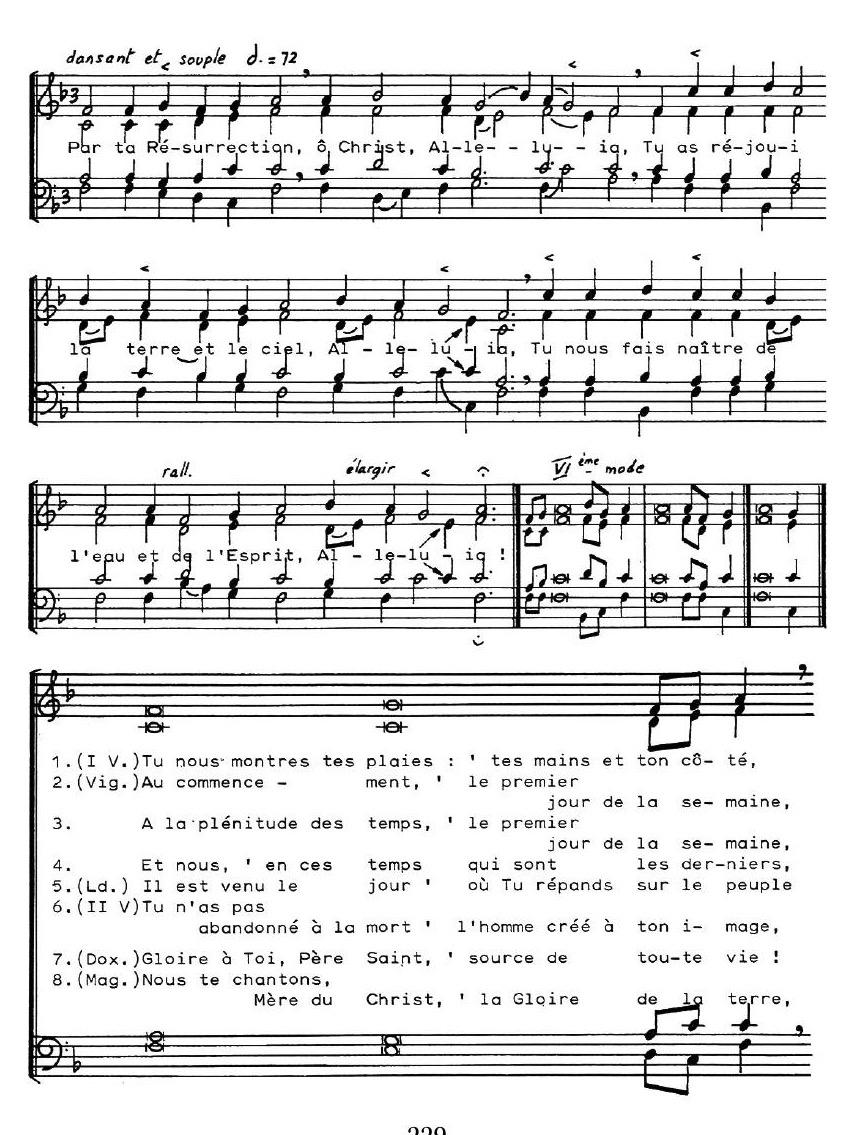 dansant et souple 𝅗𝅥. = 72
Par ta Ré-surrection, ô Christ, Al-le- - lu- - ia, Tu as ré-joui
la terre et le ciel, Al - le- lu - ia, Tu nous fais naître de
rall. élargir VI ème mode
l'eau et de l'Esprit, Al - le-lu - ia !
1.(I V.)Tu nous montres tes plaies : ' tes mains et ton cô- té,
2.(Vig.)Au commence - ment, ' le premier
jour de la se- maine,
3. A la plénitude des temps, ' le premier
jour de la se- maine,
4. Et nous, ' en ces temps qui sont les der-niers,
5.(Ld.) Il est venu le jour ' où Tu répands sur le peuple
6.(II V)Tu n'as pas
abandonné à la mort ' l'homme créé à ton i- mage,
7.(Dox.)Gloire à Toi, Père Saint, ' source de tou-te vie !
8.(Mag.)Nous te chantons,
Mère du Christ, ' la Gloire de la terre,